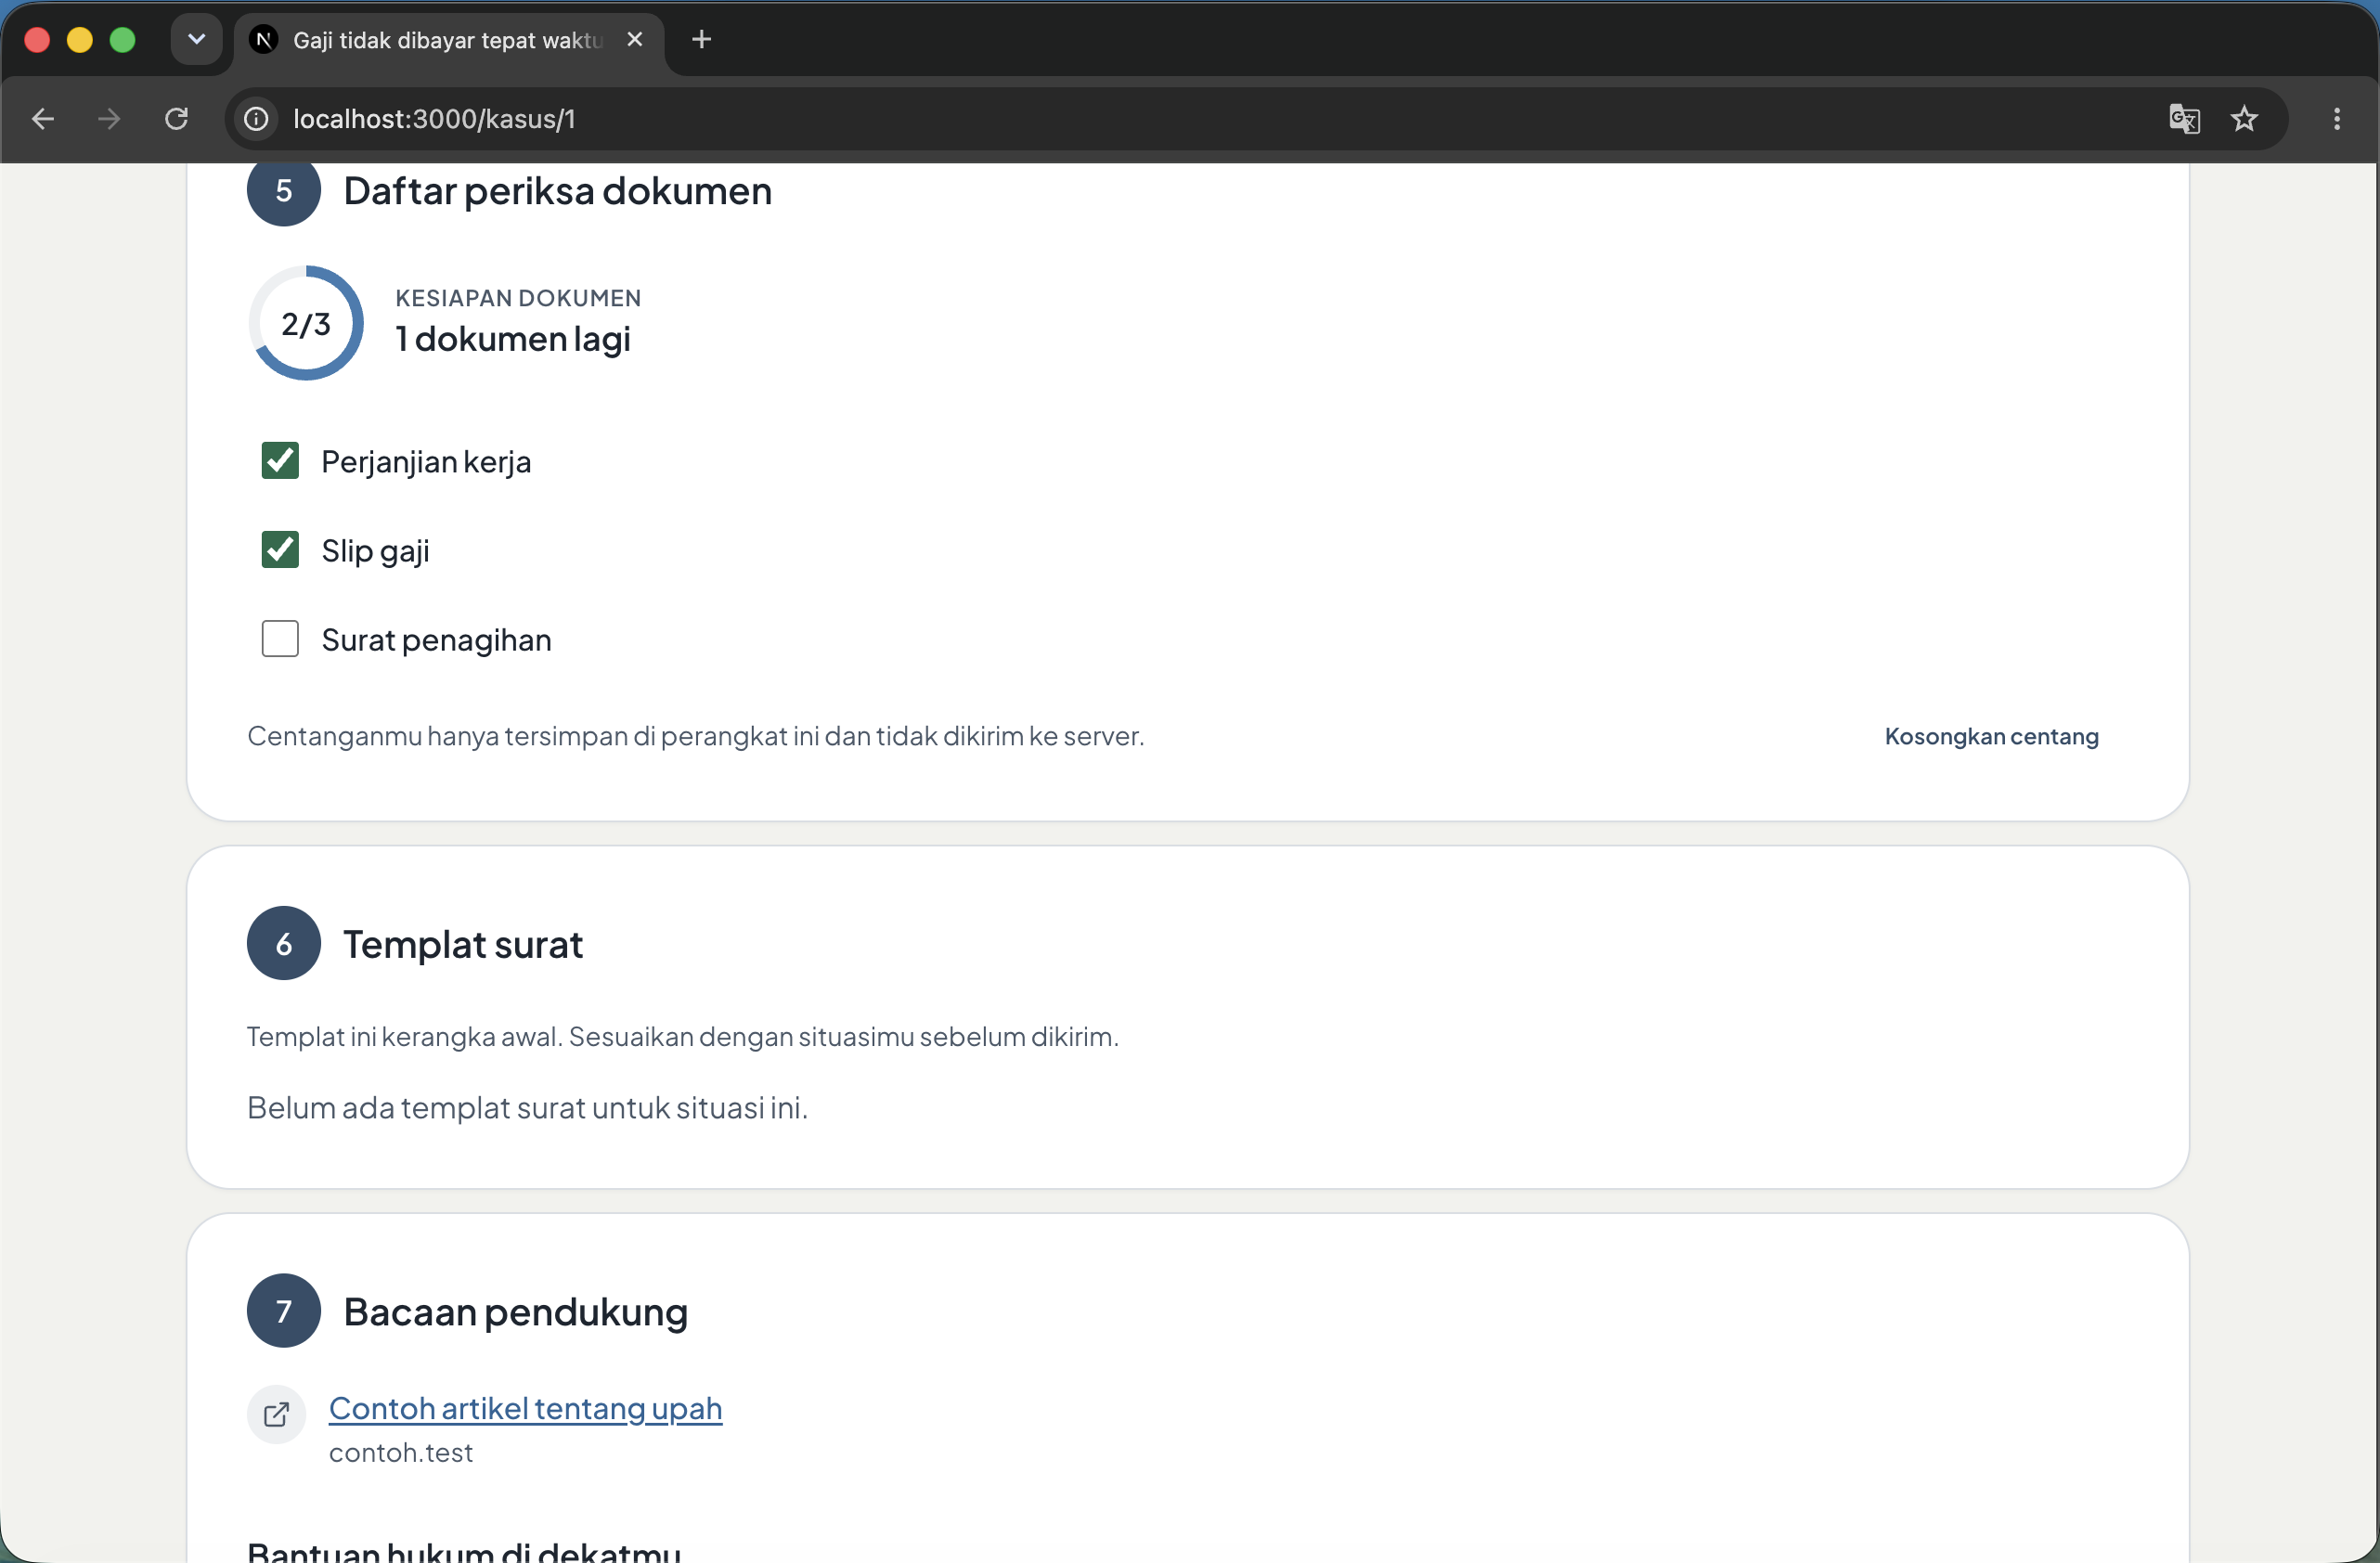 Gaji tidak dibayar tepat waktu
localhost:3000/kasus/1
5 Daftar periksa dokumen
2/3
KESIAPAN DOKUMEN
1 dokumen lagi
Perjanjian kerja
Slip gaji
Surat penagihan
Centanganmu hanya tersimpan di perangkat ini dan tidak dikirim ke server.
Kosongkan centang
6 Templat surat
Templat ini kerangka awal. Sesuaikan dengan situasimu sebelum dikirim.
Belum ada templat surat untuk situasi ini.
7 Bacaan pendukung
Contoh artikel tentang upah
contoh.test
Bantuan hukum di dekatmu